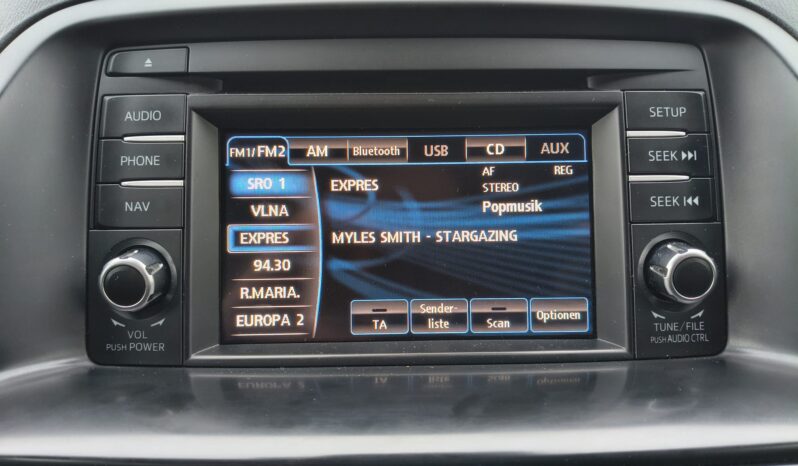 AUDIO
PHONE
NAV
VOL
PUSH POWER
FM1/FM2 AM Bluetooth USB CD AUX
SRO 1
VLNA
EXPRES
94.30
R.MARIA.
EUROPA 2
EXPRES
AF REG
STEREO
Popmusik
MYLES SMITH - STARGAZING
TA
Sender-
liste
Scan
Optionen
SETUP
SEEK
SEEK
TUNE/FILE
PUSH AUDIO CTRL